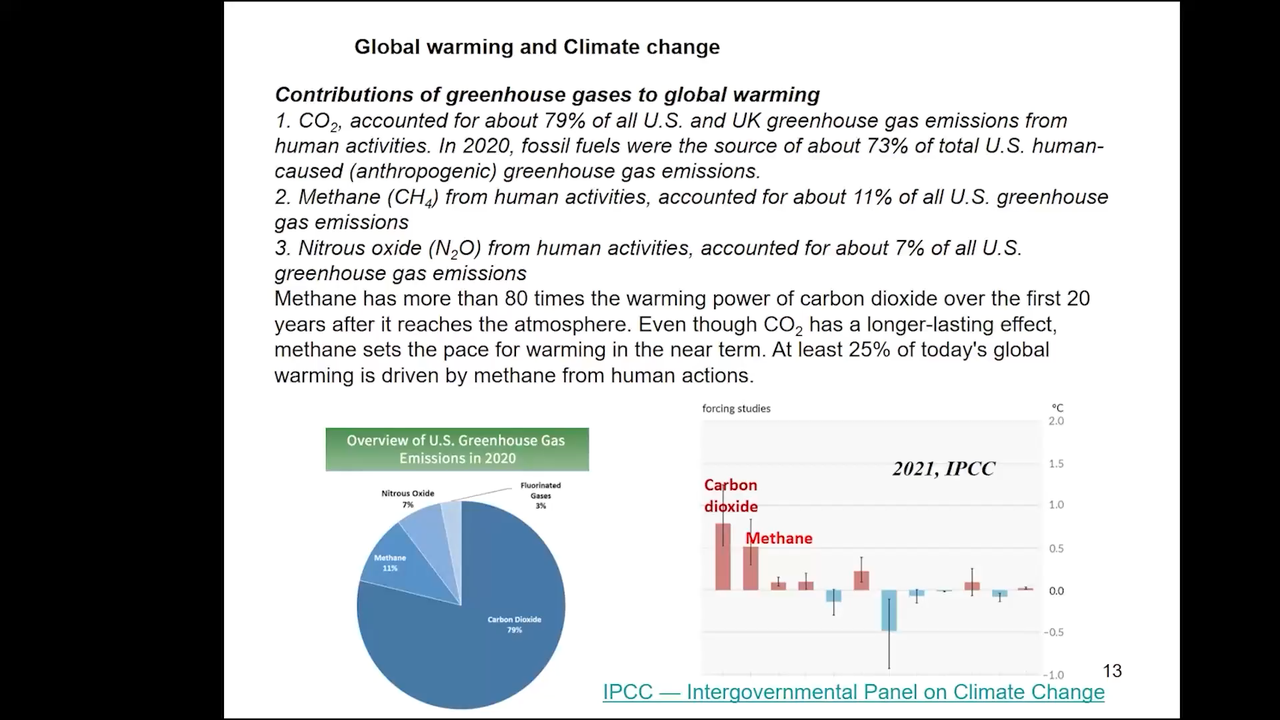 Global warming and Climate change
Contributions of greenhouse gases to global warming
1. CO₂, accounted for about 79% of all U.S. and UK greenhouse gas emissions from
human activities. In 2020, fossil fuels were the source of about 73% of total U.S. human-
caused (anthropogenic) greenhouse gas emissions.
2. Methane (CH₄) from human activities, accounted for about 11% of all U.S. greenhouse
gas emissions
3. Nitrous oxide (N₂O) from human activities, accounted for about 7% of all U.S.
greenhouse gas emissions
Methane has more than 80 times the warming power of carbon dioxide over the first 20
years after it reaches the atmosphere. Even though CO₂ has a longer-lasting effect,
methane sets the pace for warming in the near term. At least 25% of today's global
warming is driven by methane from human actions.
Overview of U.S. Greenhouse Gas
Emissions in 2020
Nitrous Oxide
7%
Fluorinated
Gases
3%
Methane
11%
Carbon Dioxide
79%
forcing studies
°C
2.0
1.5
1.0
0.5
0.0
-0.5
-1.0
2021, IPCC
Carbon
dioxide
Methane
13
IPCC — Intergovernmental Panel on Climate Change